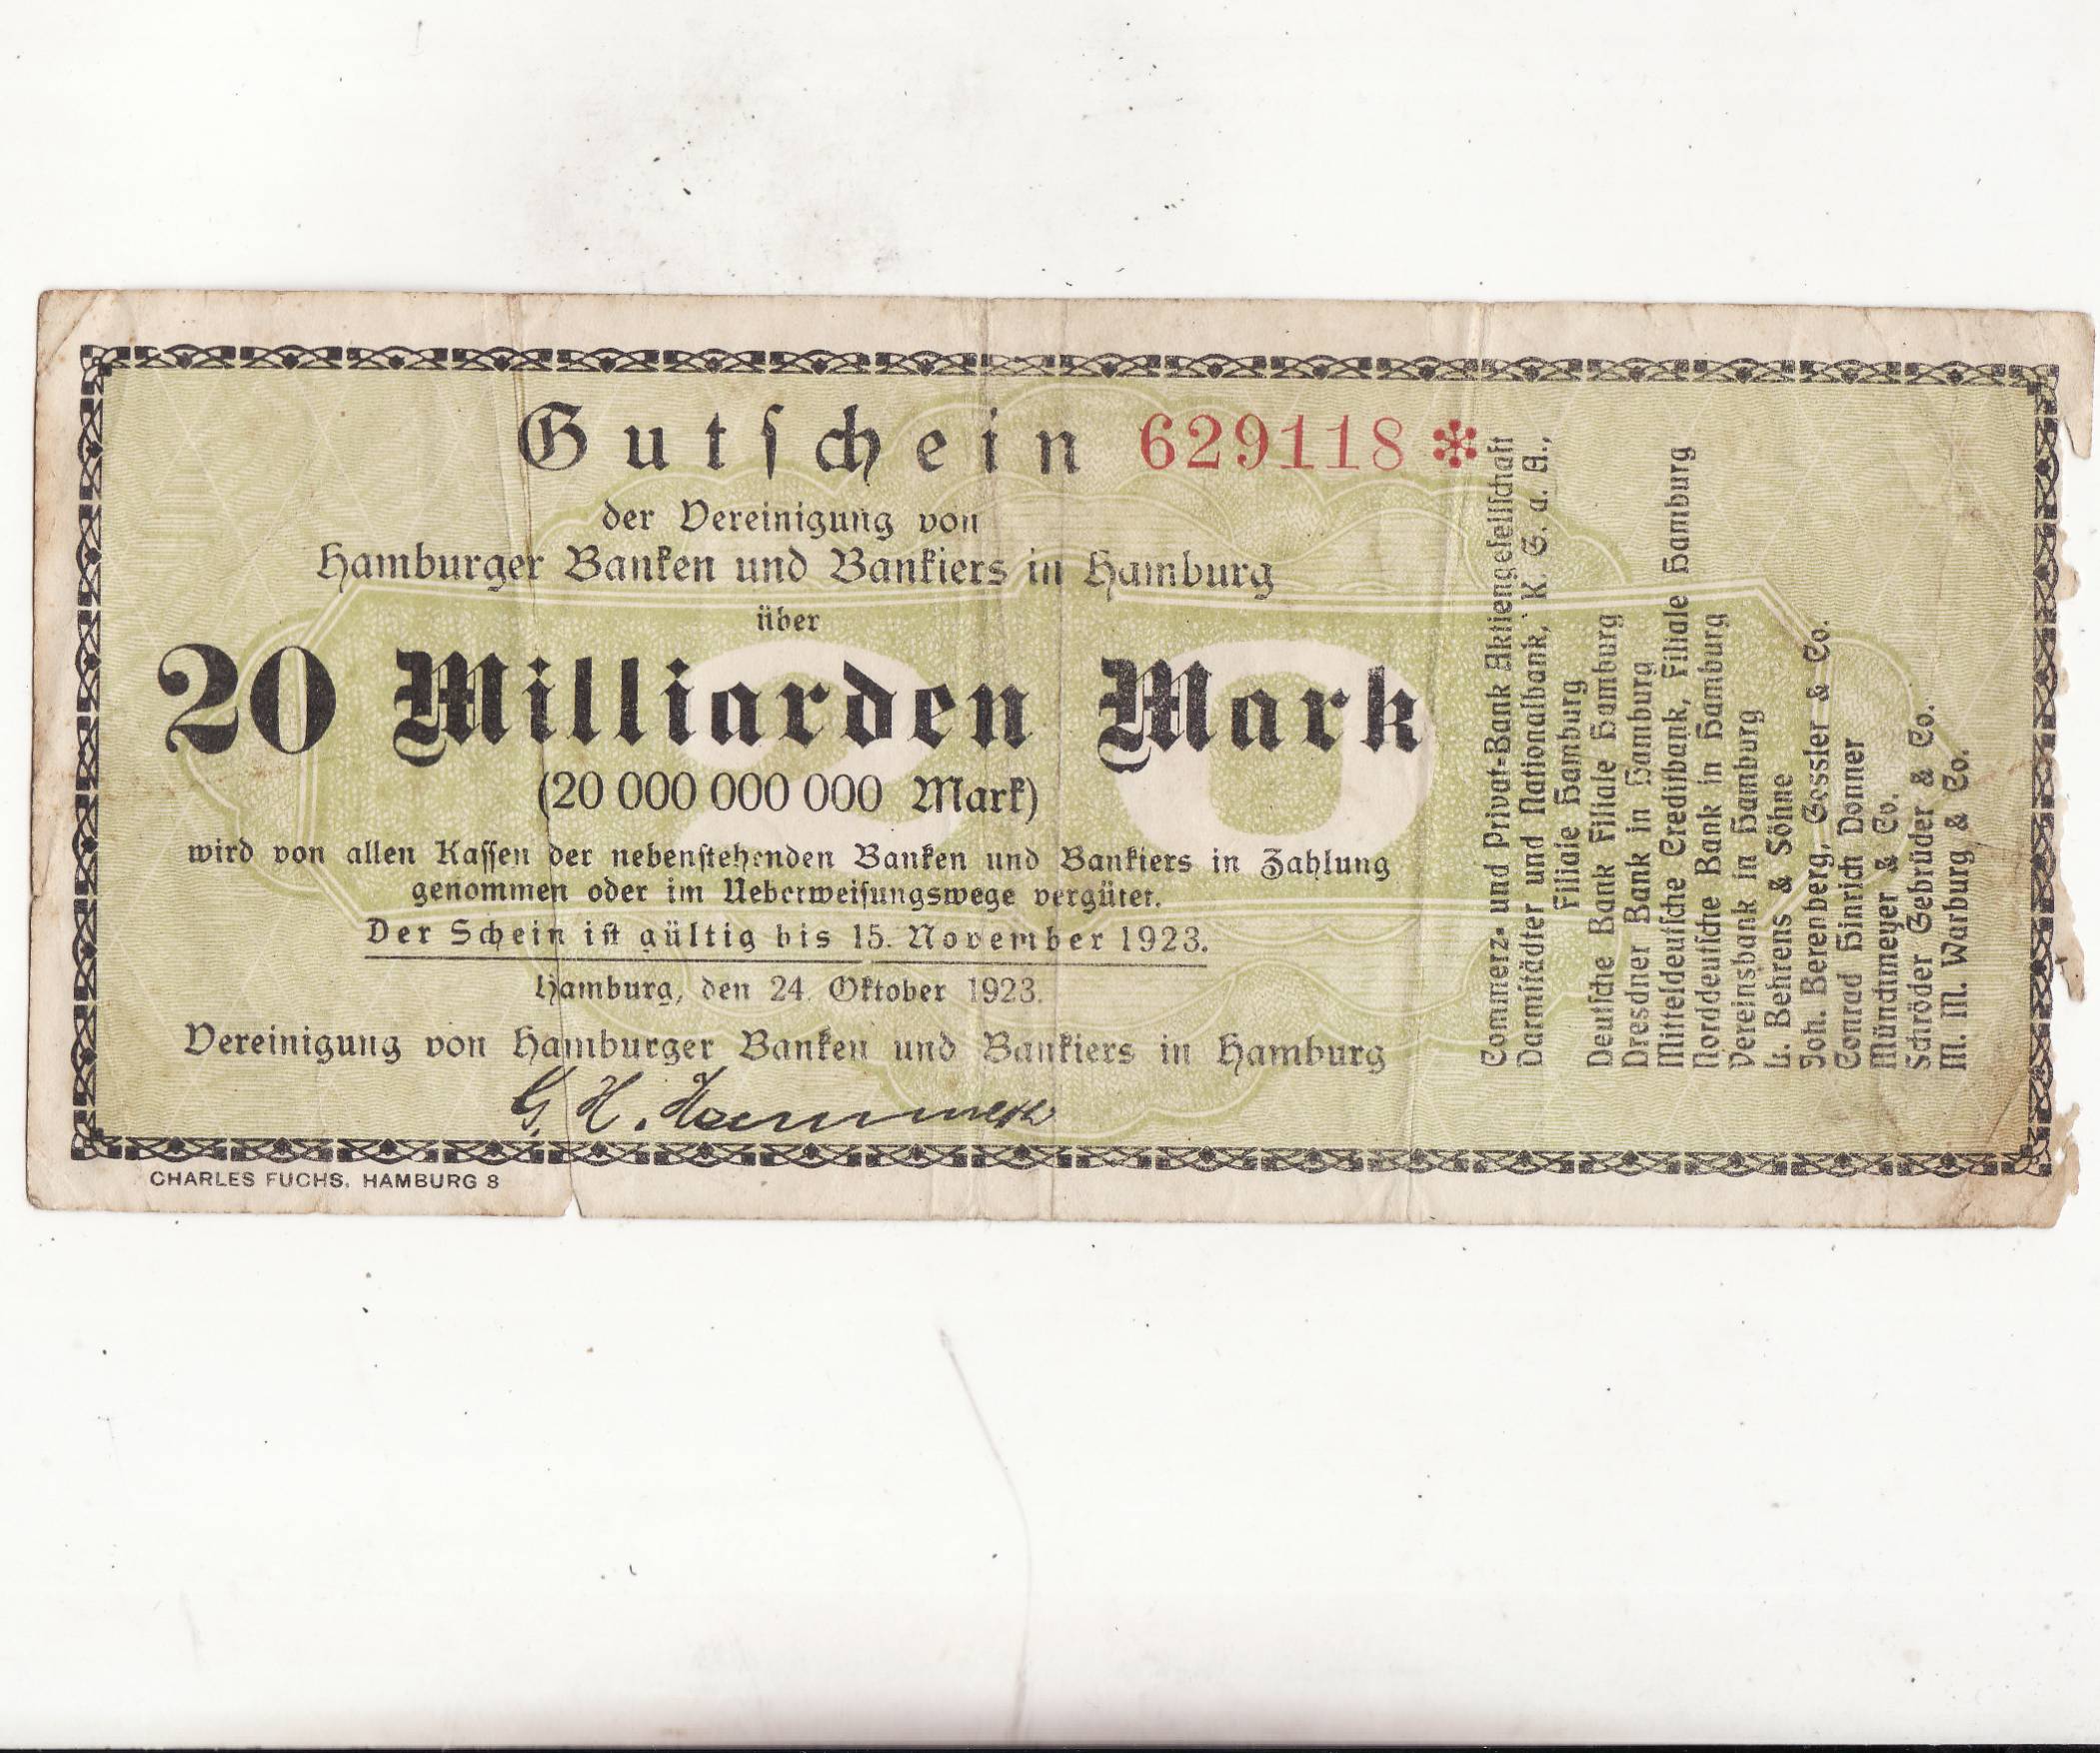 Gutschein 629118 *
der Vereinigung von
Hamburger Banken und Bankiers in Hamburg
über
20 Milliarden Mark
(20 000 000 000 Mark)
wird von allen Kassen der nebenstehenden Banken und Bankiers in Zahlung
genommen oder im Ueberweisungswege vergütet.
Der Schein ist gültig bis 15. November 1923.
Hamburg, den 24. Oktober 1923.
Vereinigung von Hamburger Banken und Bankiers in Hamburg
G. H.
CHARLES FUCHS, HAMBURG 8
Commerz- und Privat-Bank Aktiengesellschaft
Darmstädter und Nationalbank, K. G. a. A.,
Filiale Hamburg
Deutsche Bank Filiale Hamburg
Dresdner Bank in Hamburg
Mitteldeutsche Creditbank, Filiale Hamburg
Norddeutsche Bank in Hamburg
Vereinsbank in Hamburg
L. Behrens & Söhne
Joh. Berenberg, Gossler & Co.
Conrad Hinrich Donner
Münchmeyer & Co.
Schröder Gebrüder & Co.
M. M. Warburg & Co.
20